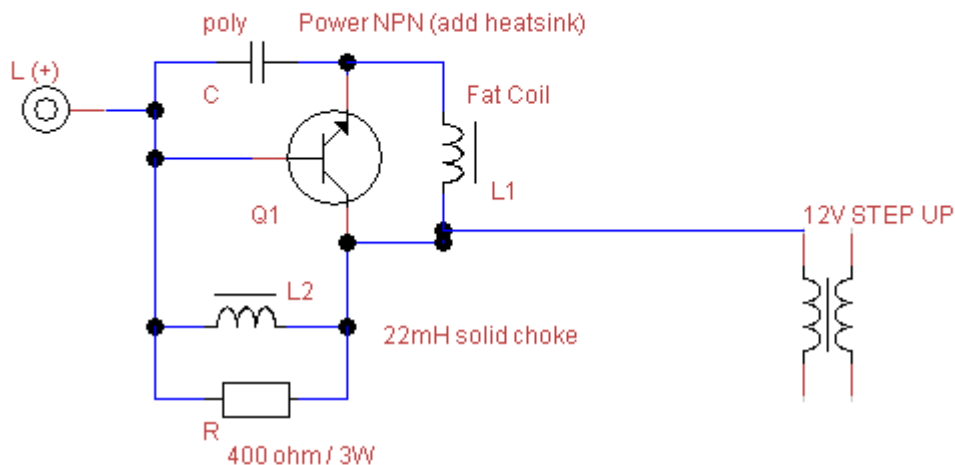 poly
Power NPN (add heatsink)
L (+)
C
Fat Coil
L1
Q1
12V STEP UP
L2
22mH solid choke
R
400 ohm / 3W